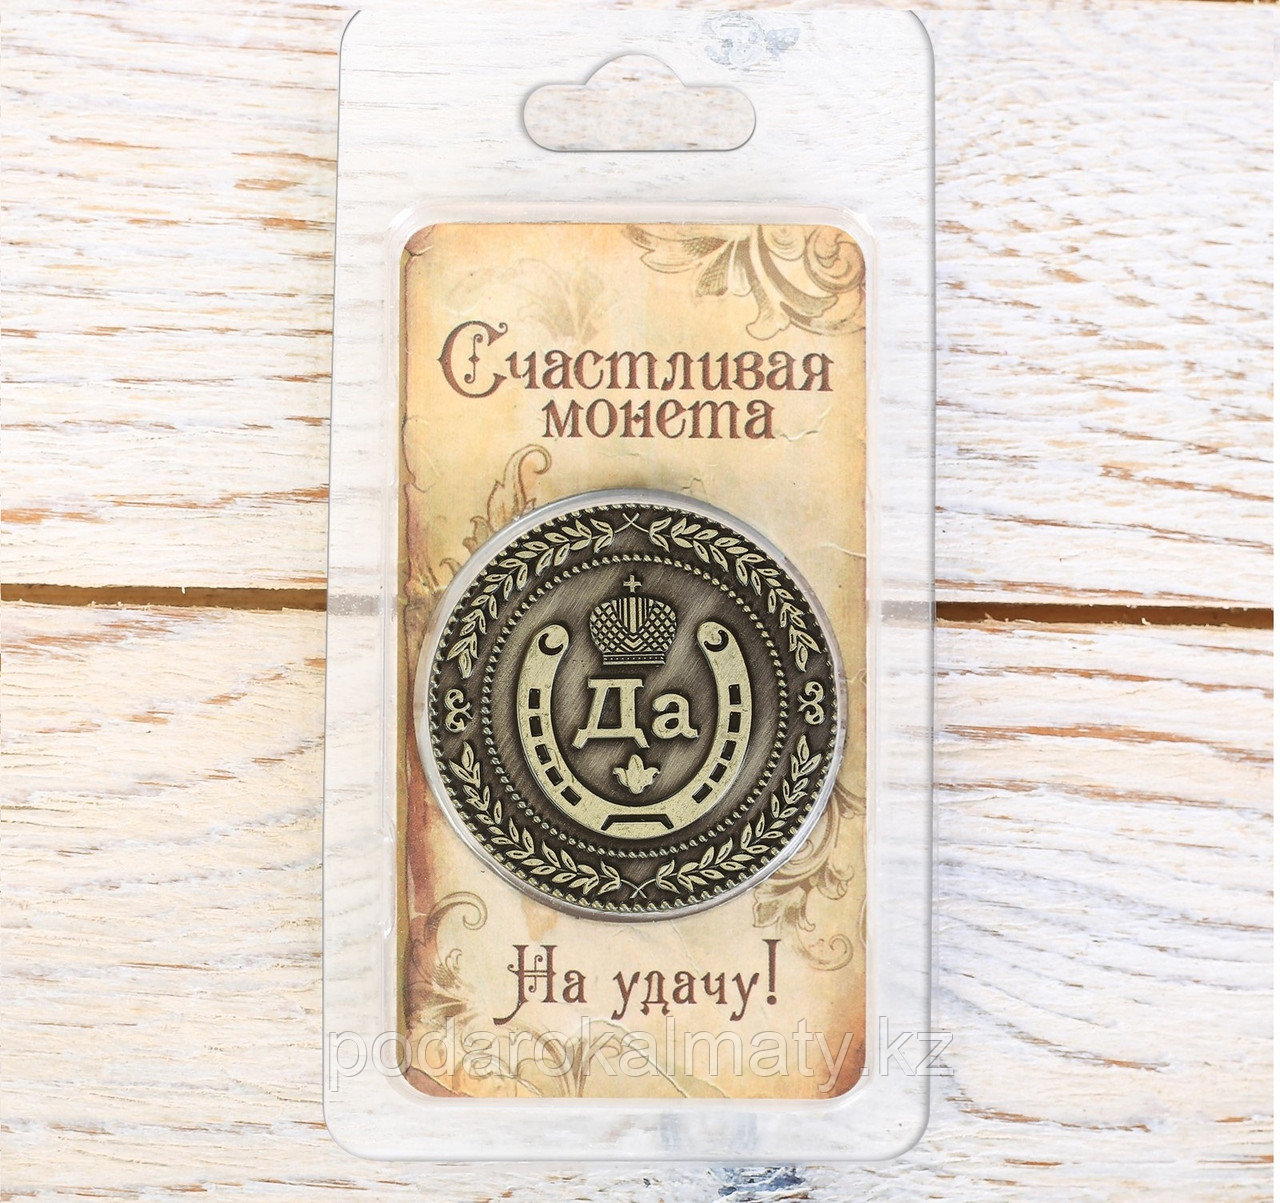 Счастливая
монета
Да
На удачу!
podarokalmaty.kz